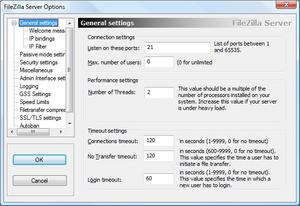 FileZilla Server Options
General settings
Welcome mess
IP bindings
IP Filter
Passive mode settin
Security settings
Miscellaneous
Admin Interface sett
Logging
GSS Settings
Speed Limits
Filetransfer compres
SSL/TLS settings
Autoban
OK
Cancel
General settings
FileZilla Server
Connection settings
Listen on these ports: 21 List of ports between 1
and 65535.
Max. number of users: 0 (0 for unlimited)
Performance settings
Number of Threads: 2 This value should be a multiple of the
number of processors installed on your
system. Increase this value if your server
is under heavy load.
Timeout settings
Connections timeout: 120 in seconds (1-9999, 0 for no timeout)
No Transfer timeout: 120 in seconds (600-9999, 0 for no timeout)
This value specifies the time a user has to
initiate a file transfer.
Login timeout: 60 in seconds (1-9999, 0 for no timeout)
This value specifies the time in which a
new user has to login.